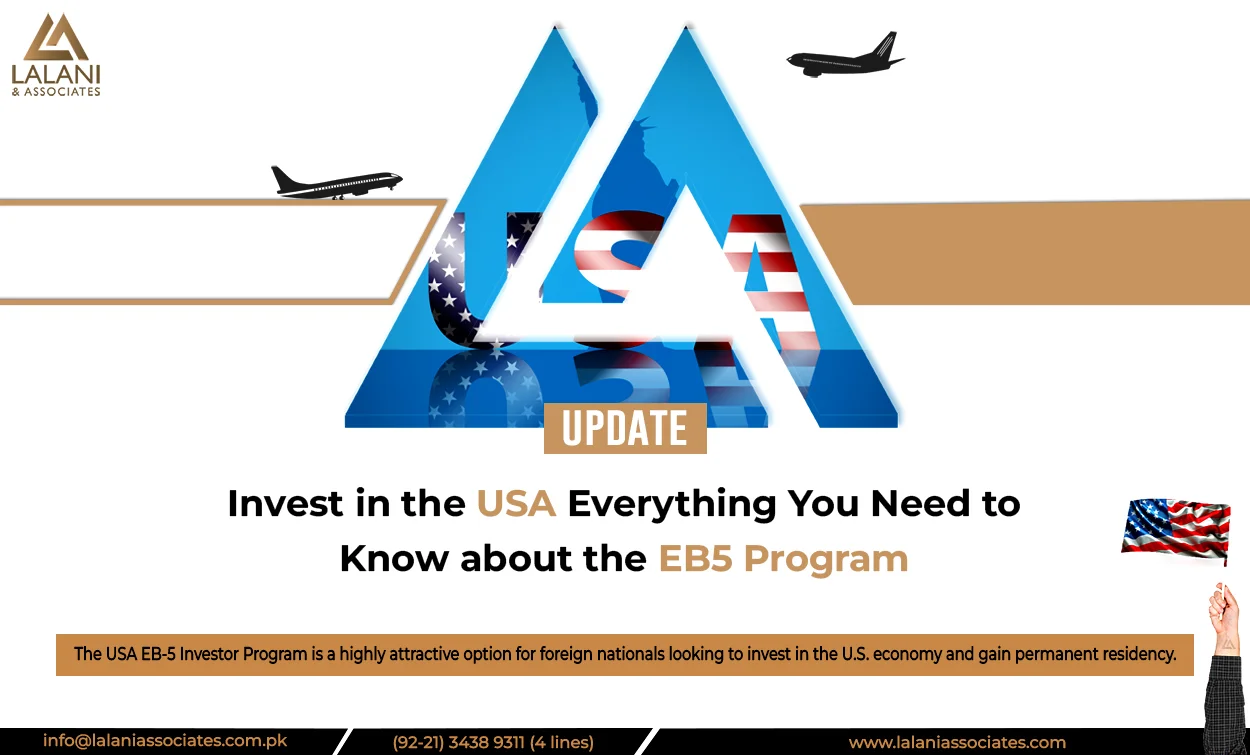 LALANI
& ASSOCIATES
USA
UPDATE
Invest in the USA Everything You Need to
Know about the EB5 Program
The USA EB-5 Investor Program is a highly attractive option for foreign nationals looking to invest in the U.S. economy and gain permanent residency.
info@lalaniassociates.com.pk
(92-21) 3438 9311 (4 lines)
www.lalaniassociates.com